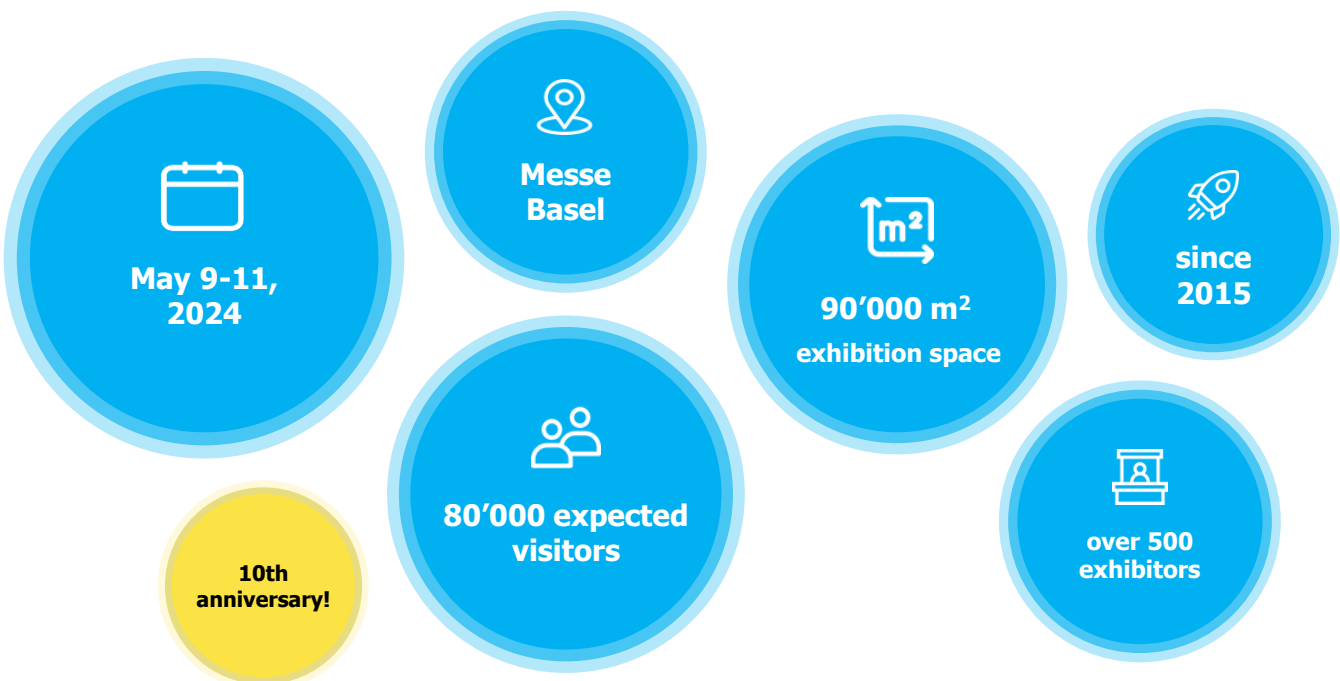 May 9-11,
2024
Messe
Basel
m²
90’000 m²
exhibition space
since
2015
10th
anniversary!
80’000 expected
visitors
over 500
exhibitors